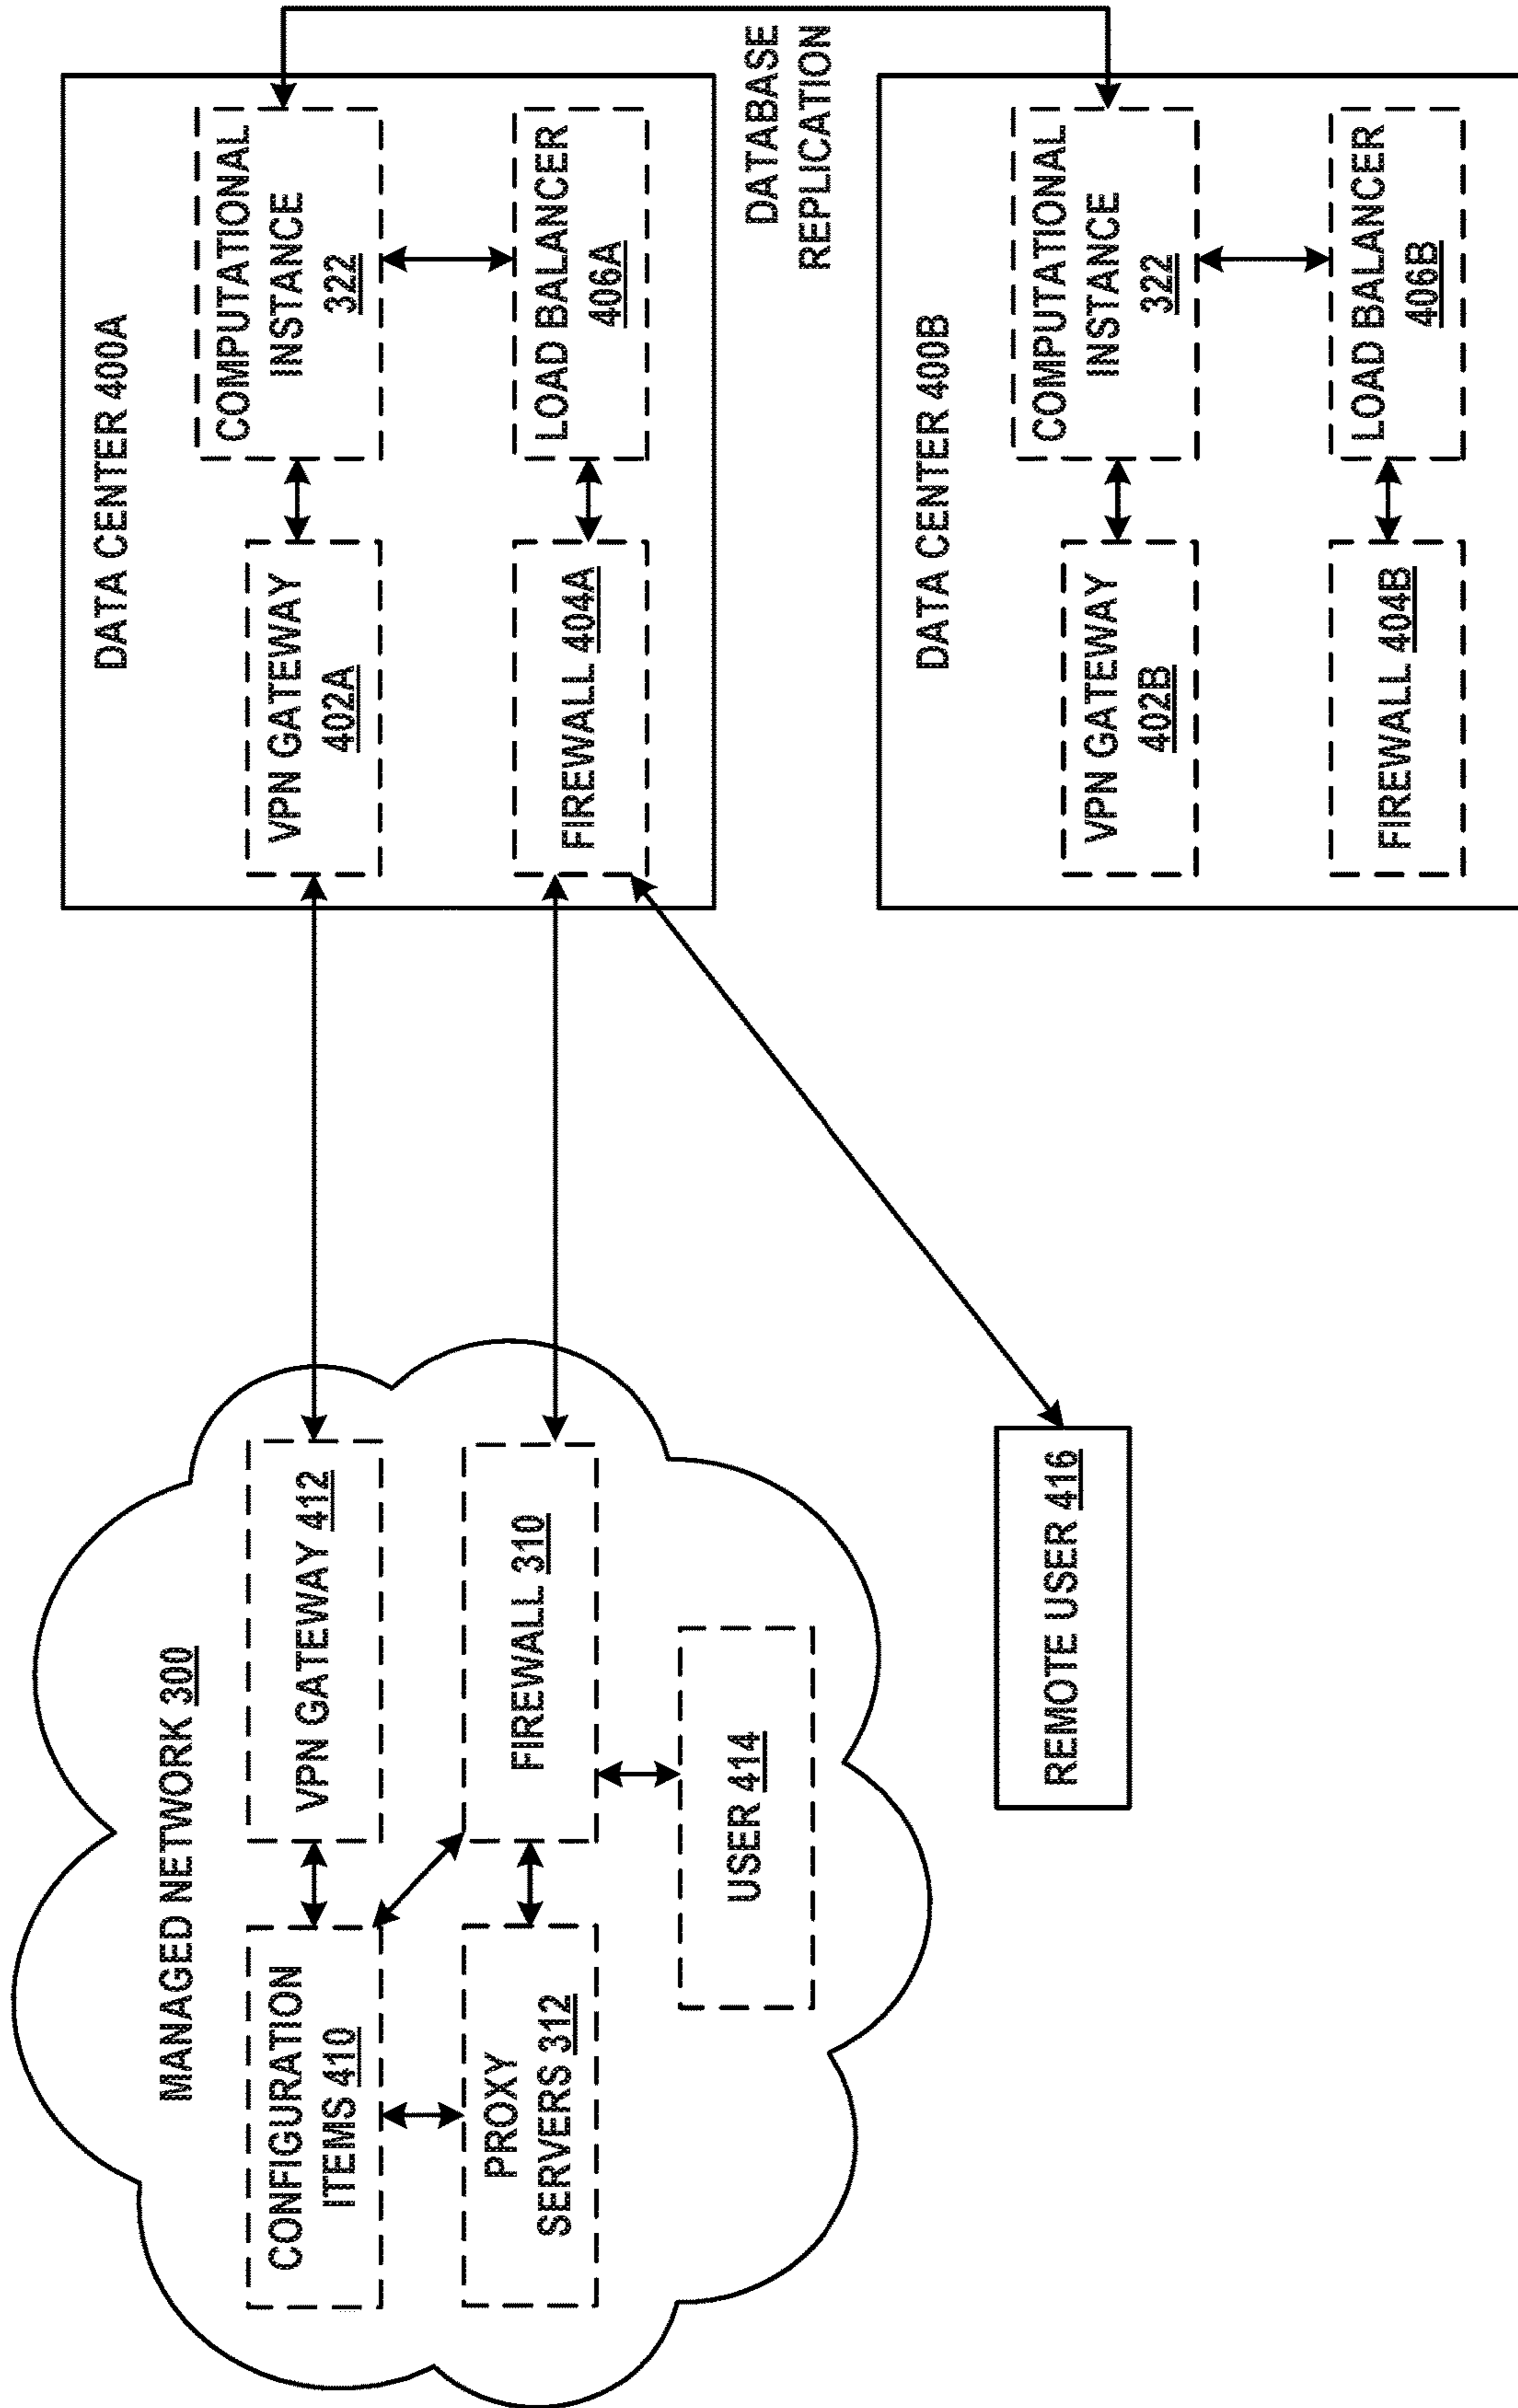 MANAGED NETWORK 300
CONFIGURATION
ITEMS 410
VPN GATEWAY 412
PROXY
SERVERS 312
FIREWALL 310
USER 414
REMOTE USER 416
DATA CENTER 400A
VPN GATEWAY
402A
COMPUTATIONAL
INSTANCE
322
FIREWALL 404A
LOAD BALANCER
406A
DATABASE
REPLICATION
DATA CENTER 400B
VPN GATEWAY
402B
COMPUTATIONAL
INSTANCE
322
FIREWALL 404B
LOAD BALANCER
406B